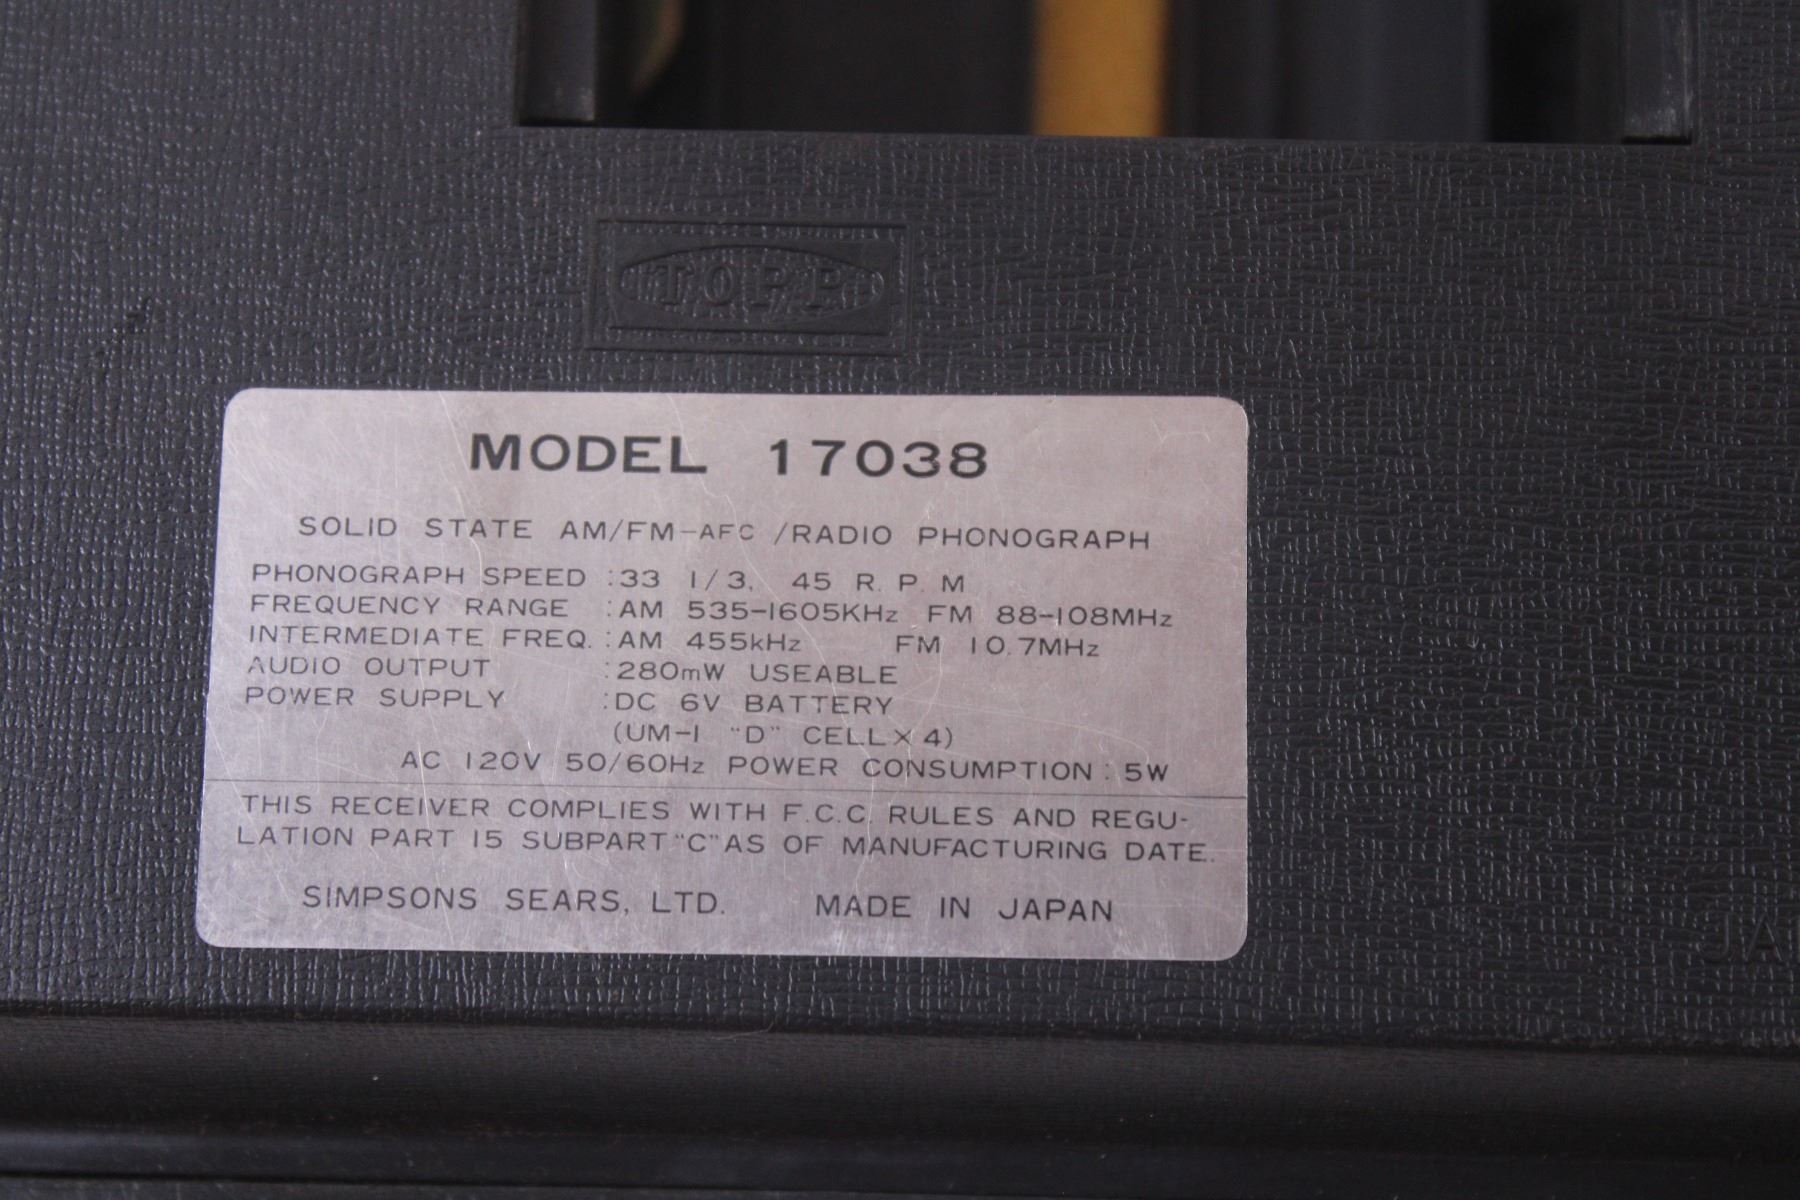 TOPP
MODEL 17038
SOLID STATE AM/FM-AFC /RADIO PHONOGRAPH
PHONOGRAPH SPEED :33 1/3, 45 R. P. M
FREQUENCY RANGE :AM 535-1605KHz FM 88-108MHz
INTERMEDIATE FREQ. :AM 455kHz FM 10.7MHz
AUDIO OUTPUT :280mW USEABLE
POWER SUPPLY :DC 6V BATTERY
(UM-1 "D" CELL × 4)
AC 120V 50/60Hz POWER CONSUMPTION : 5W
THIS RECEIVER COMPLIES WITH F.C.C. RULES AND REGU-
LATION PART 15 SUBPART "C" AS OF MANUFACTURING DATE.
SIMPSONS SEARS, LTD. MADE IN JAPAN